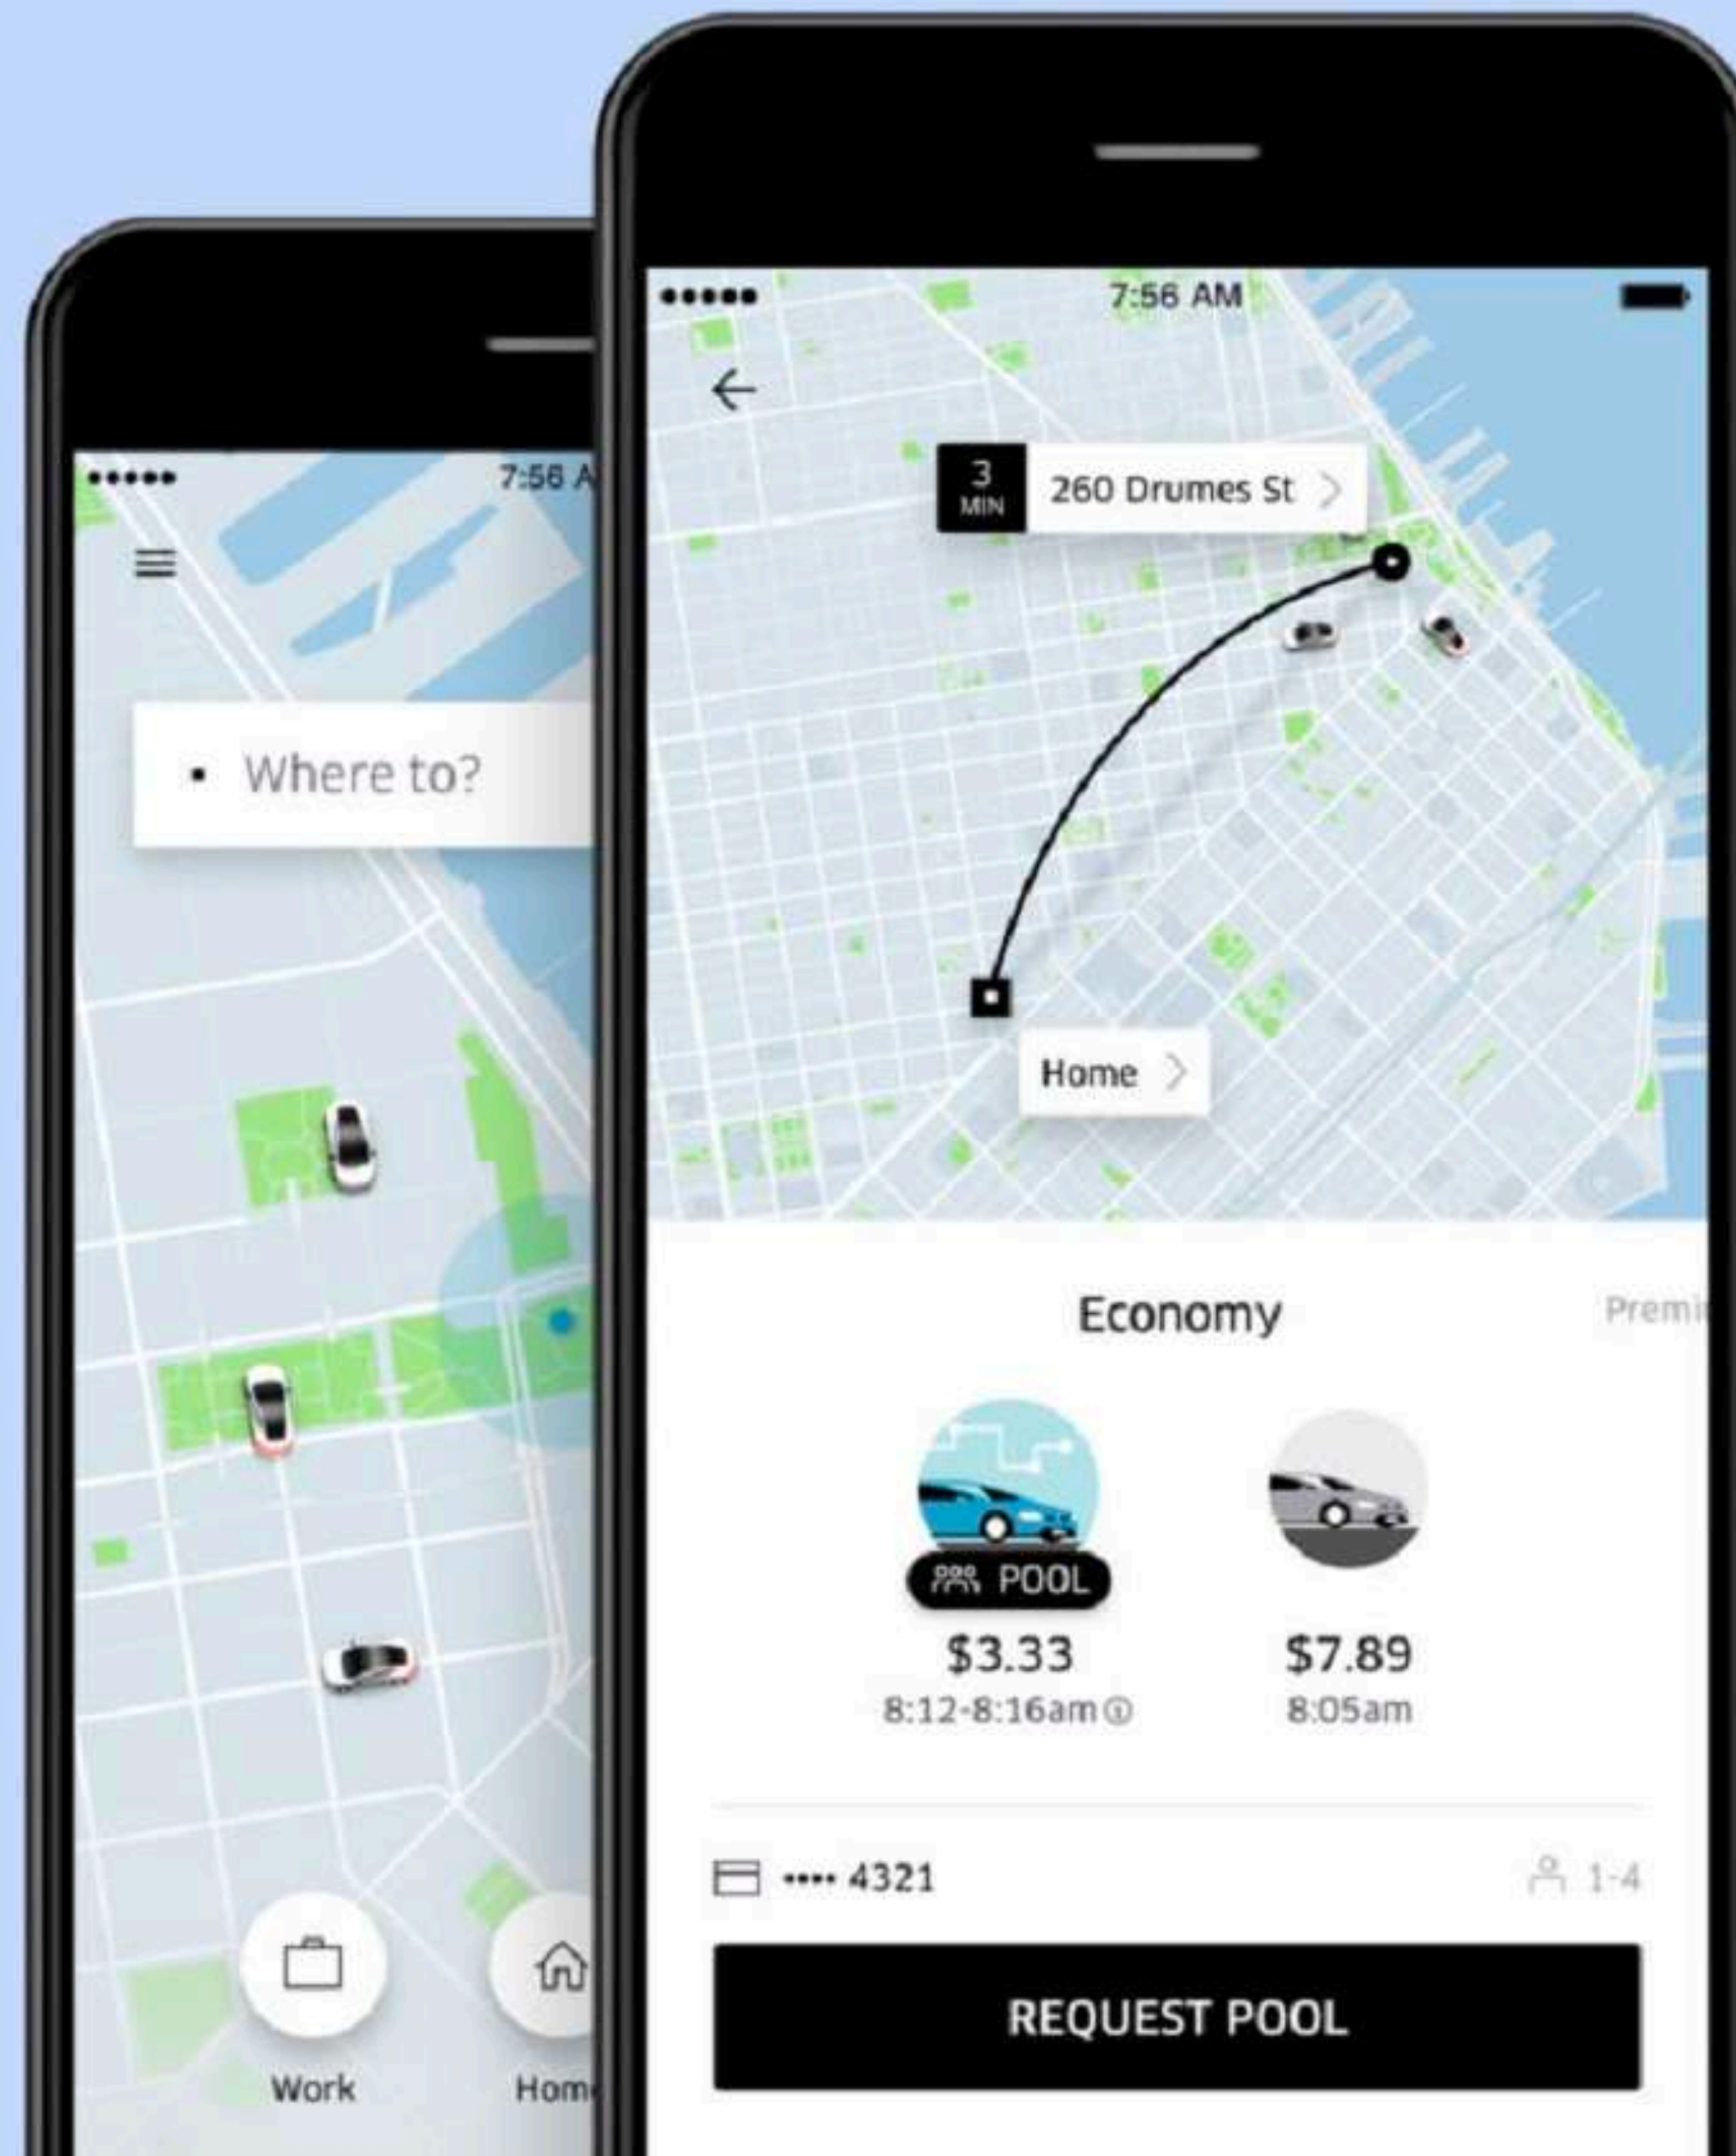 7:56 A
Where to?
Work
Hom
7:56 AM
3
MIN
260 Drumes St
Home
Economy
Premi
POOL
$3.33
$7.89
8:12-8:16am
8:05am
•••• 4321
1-4
REQUEST POOL